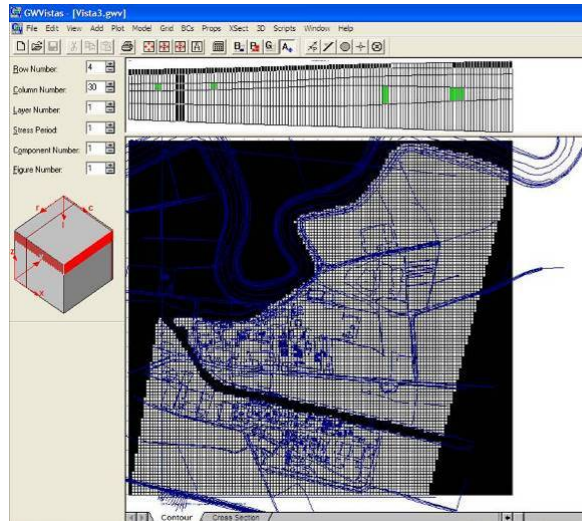 GWVistas - [Vista3.gwv]
File Edit View Add Plot Model Grid BCs Props XSect 3D Scripts Window Help
Row Number: 4
Column Number: 30
Layer Number: 1
Stress Period: 1
Component Number: 1
Figure Number: 1
Contour Cross Section